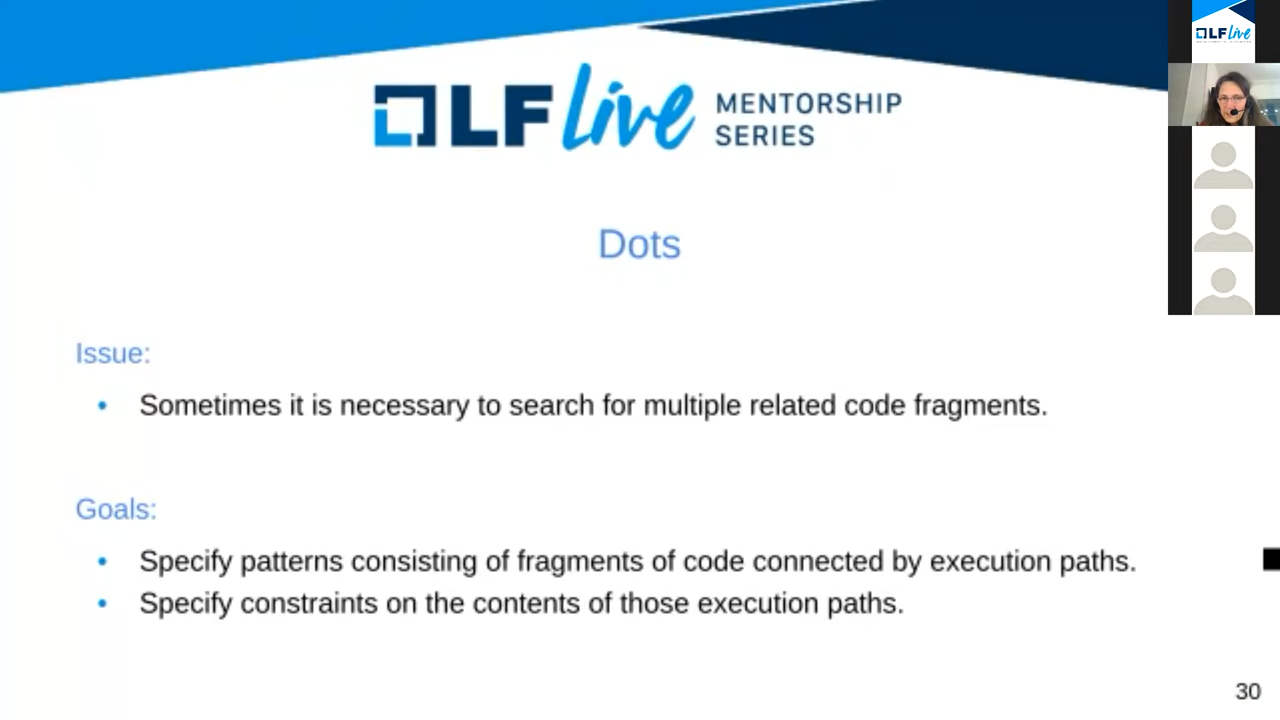 LF Live MENTORSHIP
SERIES
LF Live
Dots
Issue:
• Sometimes it is necessary to search for multiple related code fragments.
Goals:
• Specify patterns consisting of fragments of code connected by execution paths.
• Specify constraints on the contents of those execution paths.
30